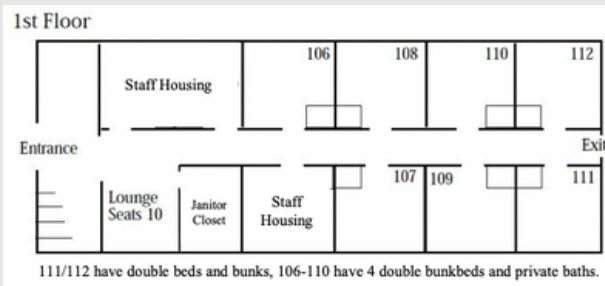 1st Floor
106 108 110 112
Staff Housing
Entrance
Exit
107 109 111
Lounge
Seats 10
Janitor
Closet
Staff
Housing
111/112 have double beds and bunks, 106-110 have 4 double bunkbeds and private baths.